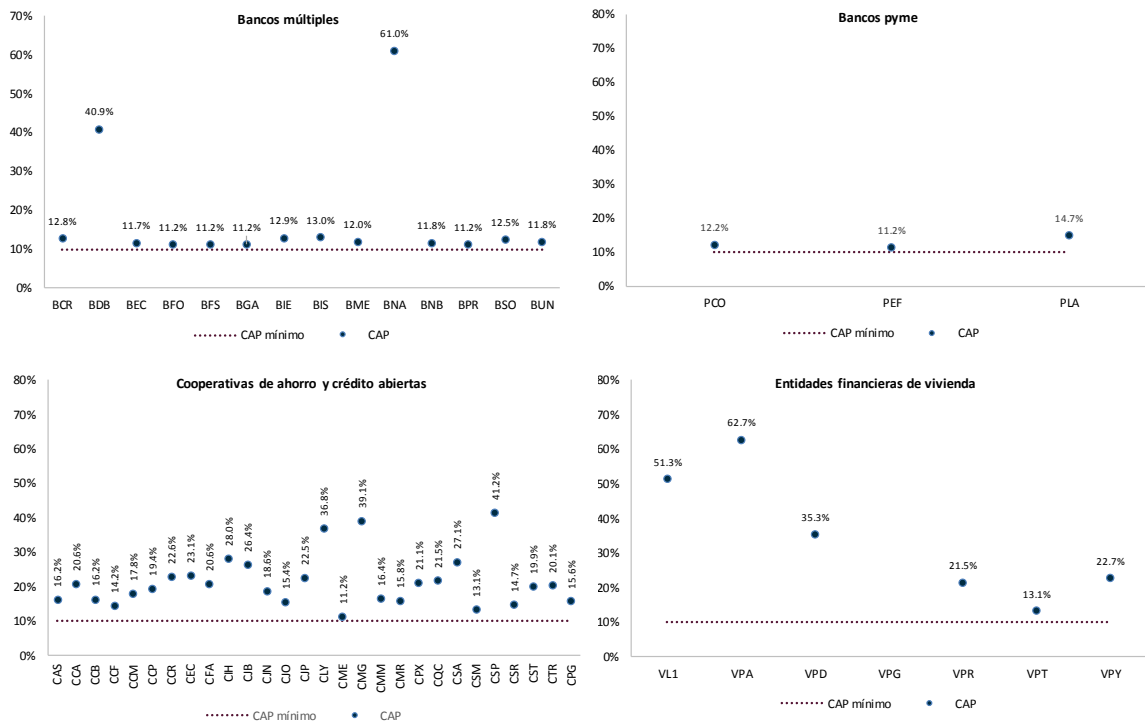 Bancos múltiples
70%
60%
50%
40%
30%
20%
10%
0%
12.8%
40.9%
11.7%
11.2%
11.2%
11.2%
12.9%
13.0%
12.0%
61.0%
11.8%
11.2%
12.5%
11.8%
BCR BDB BEC BFO BFS BGA BIE BIS BME BNA BNB BPR BSO BUN
CAP mínimo CAP
Bancos pyme
80%
70%
60%
50%
40%
30%
20%
10%
0%
12.2%
11.2%
14.7%
PCO PEF PLA
CAP mínimo CAP
Cooperativas de ahorro y crédito abiertas
80%
70%
60%
50%
40%
30%
20%
10%
0%
16.2%
20.6%
16.2%
14.2%
17.8%
19.4%
22.6%
23.1%
20.6%
28.0%
26.4%
18.6%
15.4%
22.5%
36.8%
11.2%
39.1%
16.4%
15.8%
21.1%
21.5%
27.1%
13.1%
41.2%
14.7%
19.9%
20.1%
15.6%
CAS
CCA
CCB
CCF
CCM
CCP
CCR
CEC
CFA
CIH
CJB
CJN
CJO
CJP
CLY
CME
CMG
CMM
CMR
CPX
CQC
CSA
CSM
CSP
CSR
CST
CTR
CPG
CAP mínimo CAP
Entidades financieras de vivienda
80%
70%
60%
50%
40%
30%
20%
10%
0%
51.3%
62.7%
35.3%
21.5%
13.1%
22.7%
VL1 VPA VPD VPG VPR VPT VPY
CAP mínimo CAP